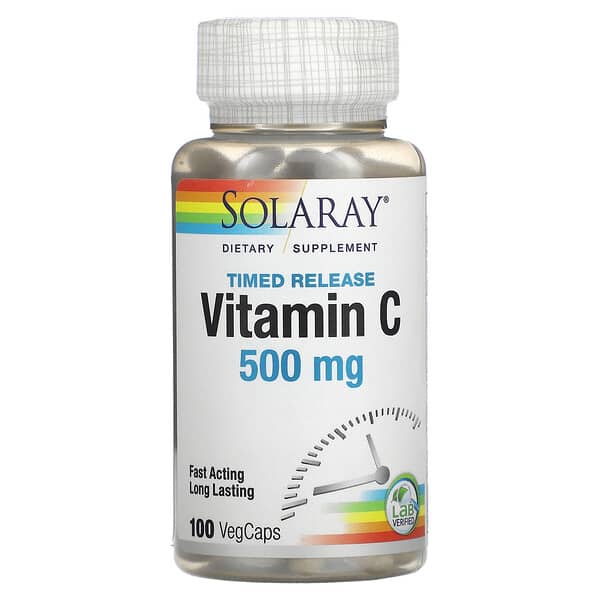 SOLARAY®
DIETARY SUPPLEMENT
TIMED RELEASE
Vitamin C
500 mg
Fast Acting
Long Lasting
100 VegCaps
LaB
VERIFIED